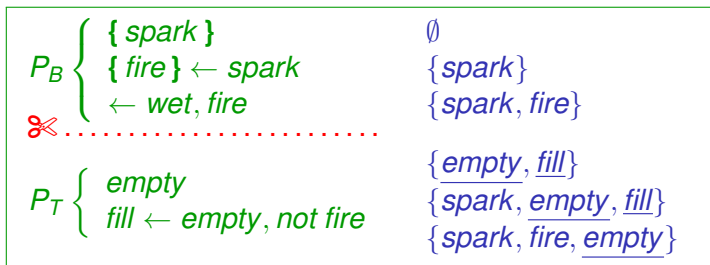 P_B { { spark } ∅
{ fire } ← spark {spark}
← wet, fire {spark, fire}
✂ . . . . . . . . . . . . . . . . . . . . . . . .
{empty, fill}
P_T { empty {spark, empty, fill}
fill ← empty, not fire {spark, fire, empty}